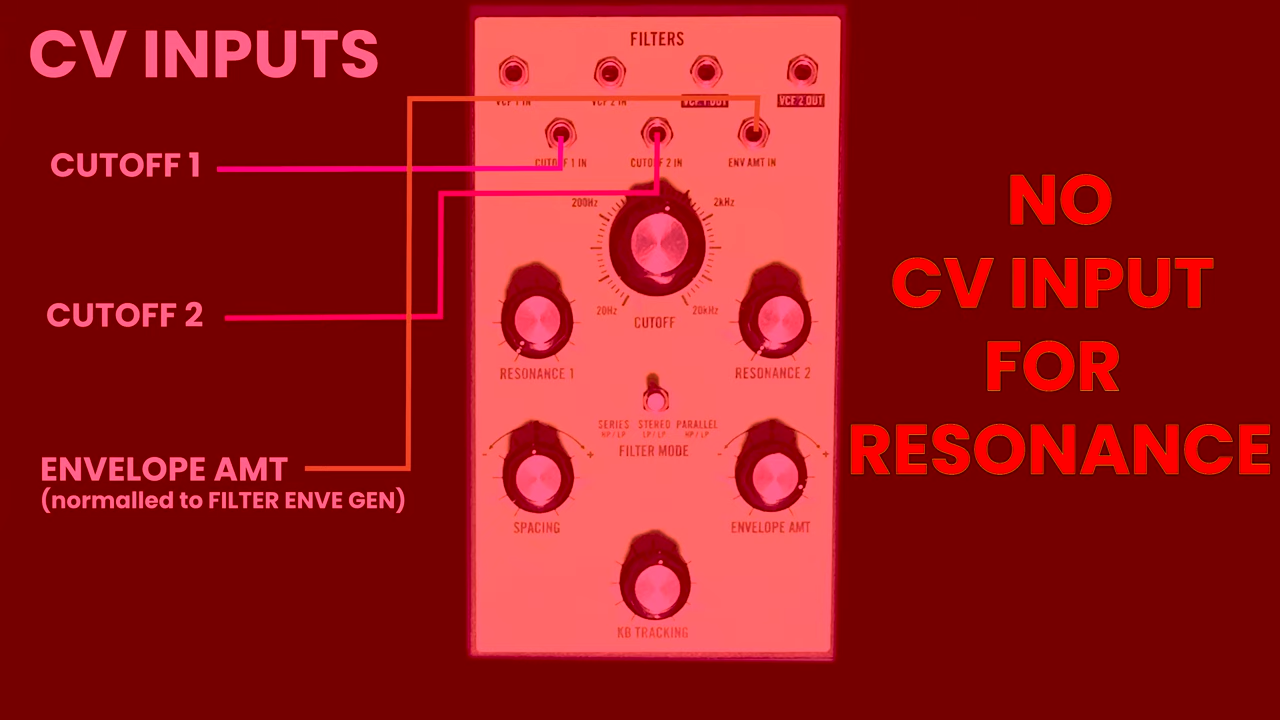 CV INPUTS
CUTOFF 1
CUTOFF 2
ENVELOPE AMT
(normalled to FILTER ENVE GEN)
FILTERS
VCF 1 IN
VCF 2 IN
VCF 1 OUT
VCF 2 OUT
CUTOFF 1 IN
CUTOFF 2 IN
ENV AMT IN
200Hz
2kHz
20Hz
20kHz
CUTOFF
RESONANCE 1
RESONANCE 2
SERIES STEREO PARALLEL
HP/LP LP/LP HP/LP
FILTER MODE
- +
- +
SPACING
ENVELOPE AMT
KB TRACKING
NO
CV INPUT
FOR
RESONANCE